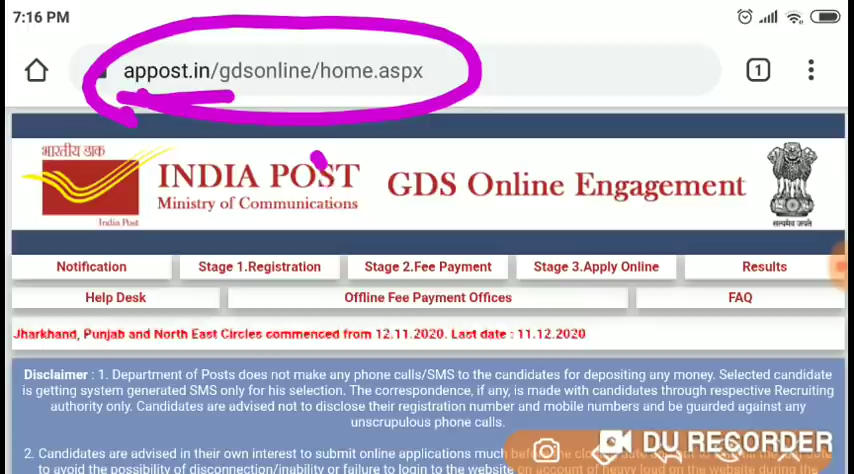 7:16 PM
appost.in/gdsonline/home.aspx
1
भारतीय डाक
India Post
INDIA POST
Ministry of Communications
GDS Online Engagement
सत्यमेव जयते
Notification
Stage 1.Registration
Stage 2.Fee Payment
Stage 3.Apply Online
Results
Help Desk
Offline Fee Payment Offices
FAQ
Jharkhand, Punjab and North East Circles commenced from 12.11.2020. Last date : 11.12.2020
Disclaimer : 1. Department of Posts does not make any phone calls/SMS to the candidates for depositing any money. Selected candidate
is getting system generated SMS only for his selection. The correspondence, if any, is made with candidates through respective Recruiting
authority only. Candidates are advised not to disclose their registration number and mobile numbers and be guarded against any
unscrupulous phone calls.
2. Candidates are advised in their own interest to submit online applications much
to avoid the possibility of disconnection/inability or failure to login to the website on account of heavy load on the website during the
DU RECORDER